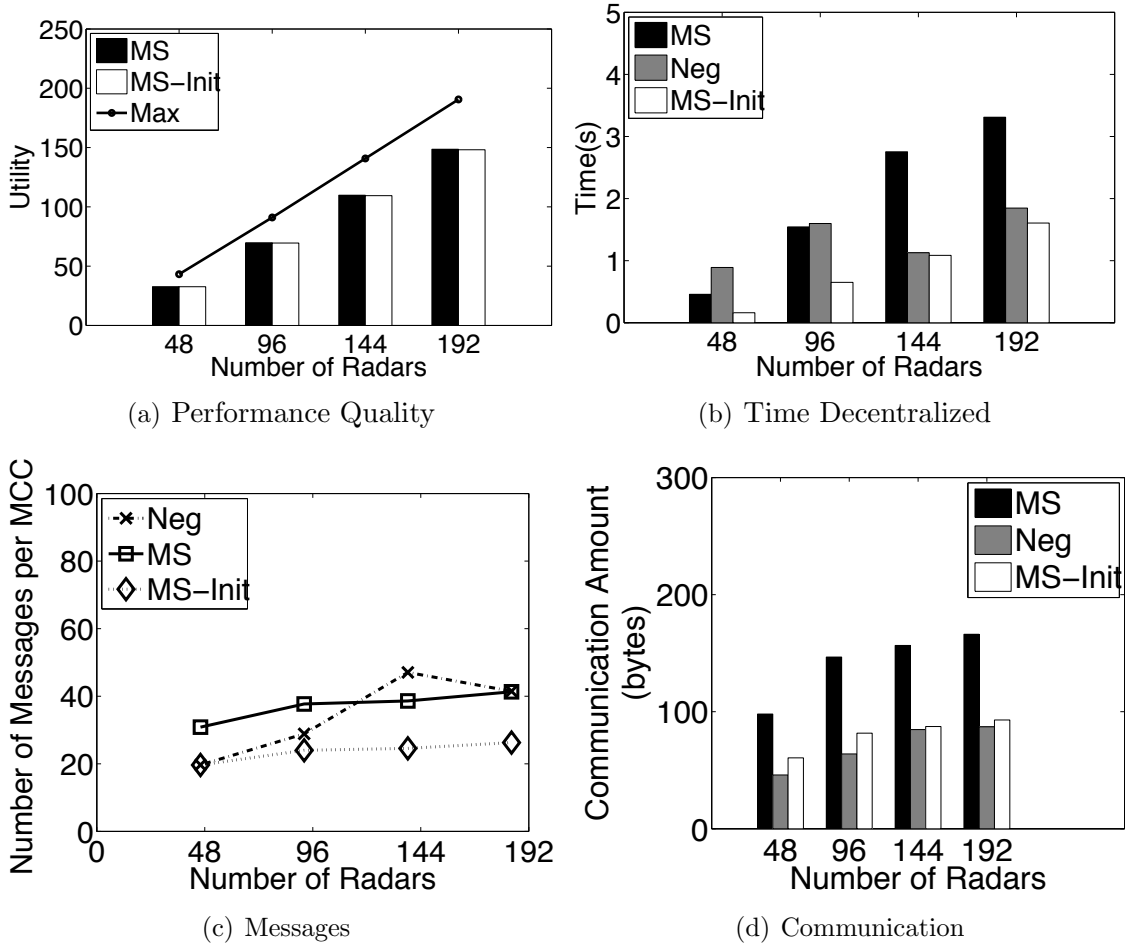 250
200
150
100
50
0
Utility
MS
MS-Init
Max
48 96 144 192
Number of Radars
(a) Performance Quality
5
4
3
2
1
0
Time(s)
MS
Neg
MS-Init
48 96 144 192
Number of Radars
(b) Time Decentralized
100
80
60
40
20
0
Number of Messages per MCC
Neg
MS
MS-Init
0 48 96 144 192
Number of Radars
(c) Messages
300
200
100
0
Communication Amount
(bytes)
MS
Neg
MS-Init
48 96 144 192
Number of Radars
(d) Communication